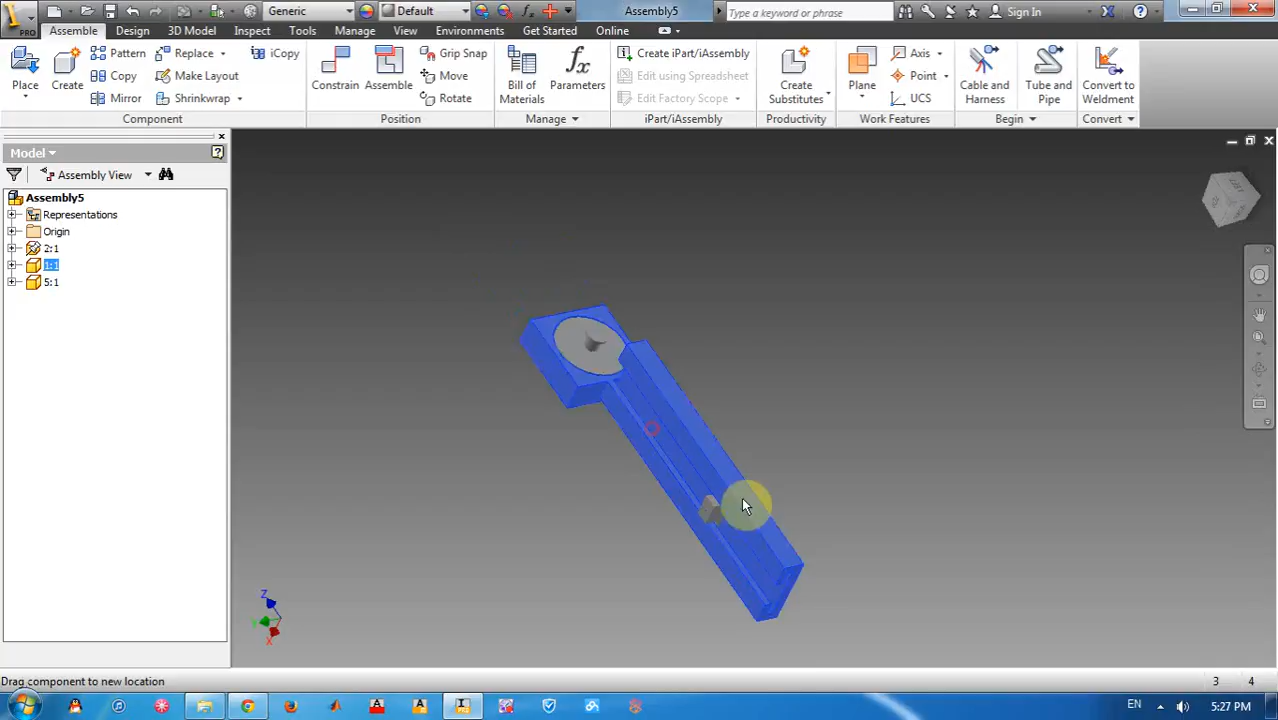 Generic
Default
fx
Assembly5
Type a keyword or phrase
Sign In
PRO
Assemble
Design
3D Model
Inspect
Tools
Manage
View
Environments
Get Started
Online
Place
Create
Pattern
Copy
Mirror
Replace
Make Layout
Shrinkwrap
iCopy
Component
Constrain
Assemble
Grip Snap
Move
Rotate
Position
Bill of
Materials
fx
Parameters
Manage
Create iPart/iAssembly
Edit using Spreadsheet
Edit Factory Scope
iPart/iAssembly
Create
Substitutes
Productivity
Plane
Axis
Point
UCS
Work Features
Cable and
Harness
Tube and
Pipe
Begin
Convert to
Weldment
Convert
Model
Assembly View
Assembly5
Representations
Origin
2:1
1:1
5:1
Z
X
Drag component to new location
3 4
EN
5:27 PM